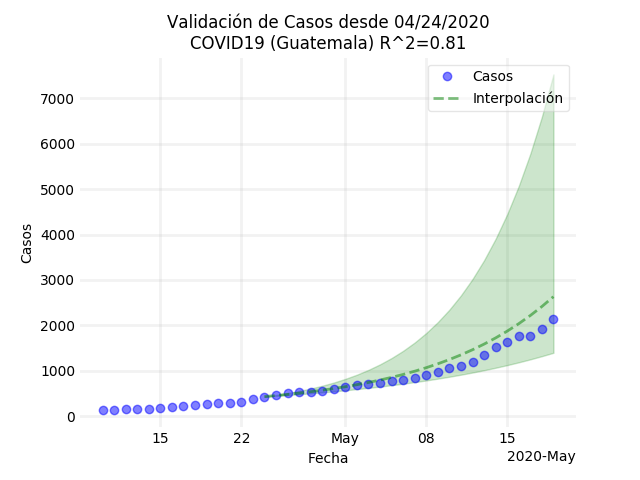 Validación de Casos desde 04/24/2020
COVID19 (Guatemala) R^2=0.81
Casos
Interpolación
7000
6000
5000
4000
3000
2000
1000
0
Casos
15
22
May
08
15
Fecha
2020-May